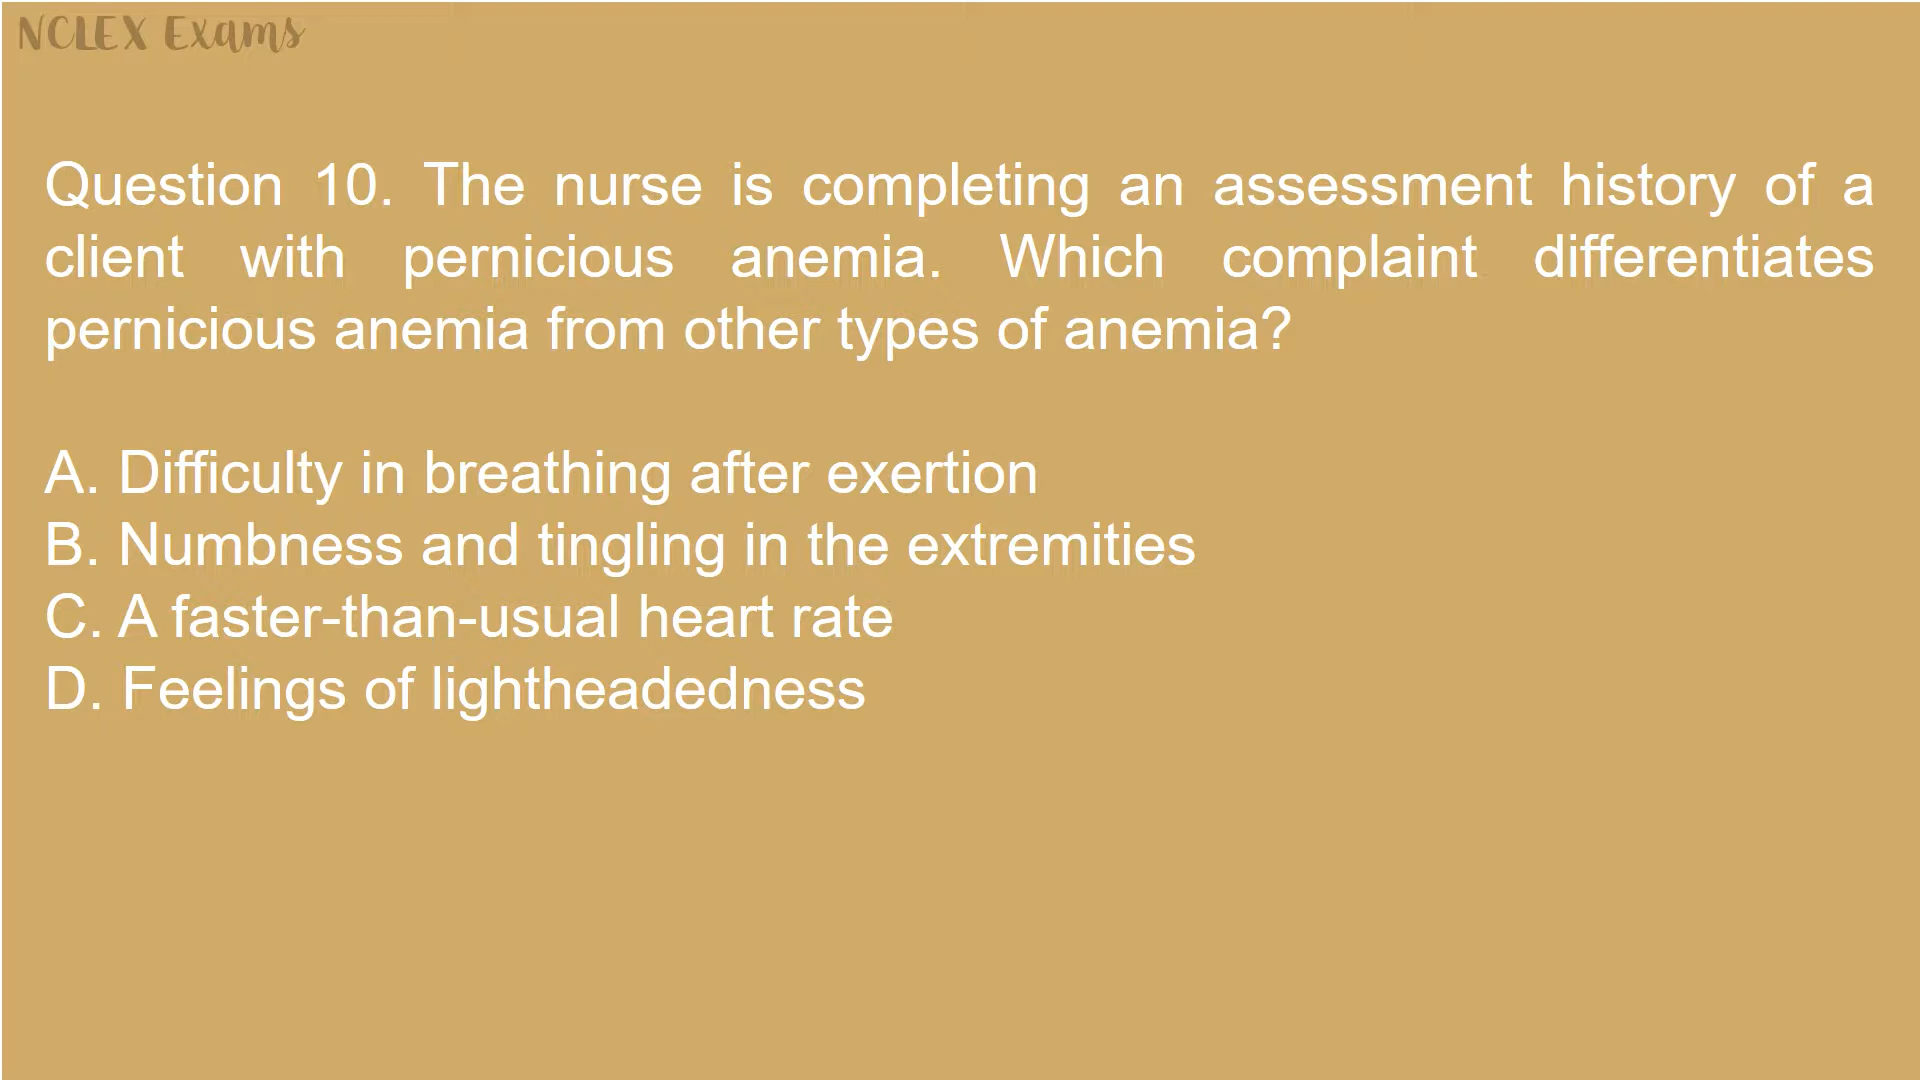 NCLEX Exams
Question 10. The nurse is completing an assessment history of a
client with pernicious anemia. Which complaint differentiates
pernicious anemia from other types of anemia?
A. Difficulty in breathing after exertion
B. Numbness and tingling in the extremities
C. A faster-than-usual heart rate
D. Feelings of lightheadedness